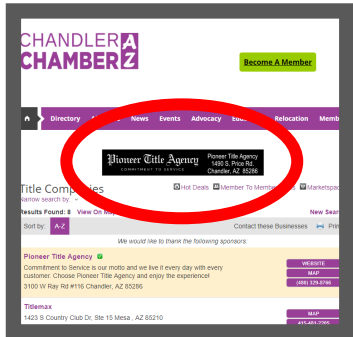 CHANDLER AZ
CHAMBER
Become A Member
Directory News Events Advocacy Relocation
Pioneer Title Agency
COMMITMENT TO SERVICE
Pioneer Title Agency
1490 S. Price Rd.
Chandler, AZ 85286
Title Companies
Hot Deals Member To Member Marketspac
Narrow search by:
Results Found: 8 View On Map New Sear
Sort by: A-Z Contact these Businesses Prin
We would like to thank the following sponsors:
Pioneer Title Agency
WEBSITE
Commitment to Service is our motto and we live it every day with every
MAP
customer. Choose Pioneer Title Agency and enjoy the experience!
(480) 329-8766
3100 W Ray Rd #116 Chandler, AZ 85286
Titlemax
MAP
1423 S Country Club Dr, Ste 15 Mesa, AZ 85210